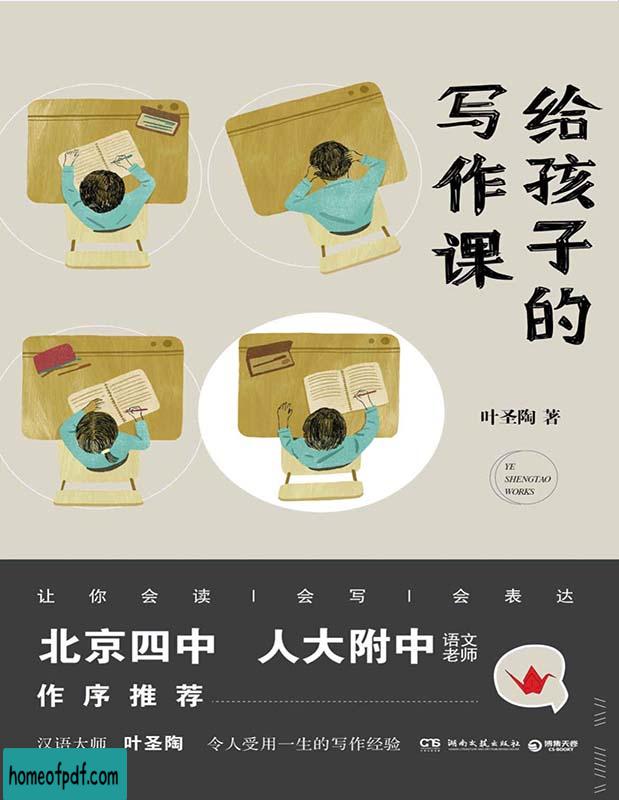 给孩子的
写作课
叶圣陶 著
YE
SHENGTAO
WORKS
让你会读 | 会写 | 会表达
北京四中 人大附中 语文老师
作序推荐
汉语大师 叶圣陶 令人受用一生的写作经验
湖南文艺出版社
博集天卷
CS-BOOKY
homeofpdf.com